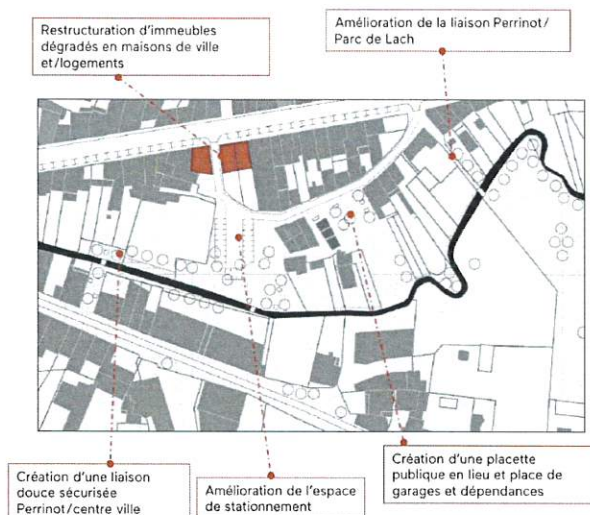 Restructuration d'immeubles
dégradés en maisons de ville
et/logements
Amélioration de la liaison Perrinot/
Parc de Lach
Création d'une liaison
douce sécurisée
Perrinot/centre ville
Amélioration de l'espace
de stationnement
Création d'une placette
publique en lieu et place de
garages et dépendances